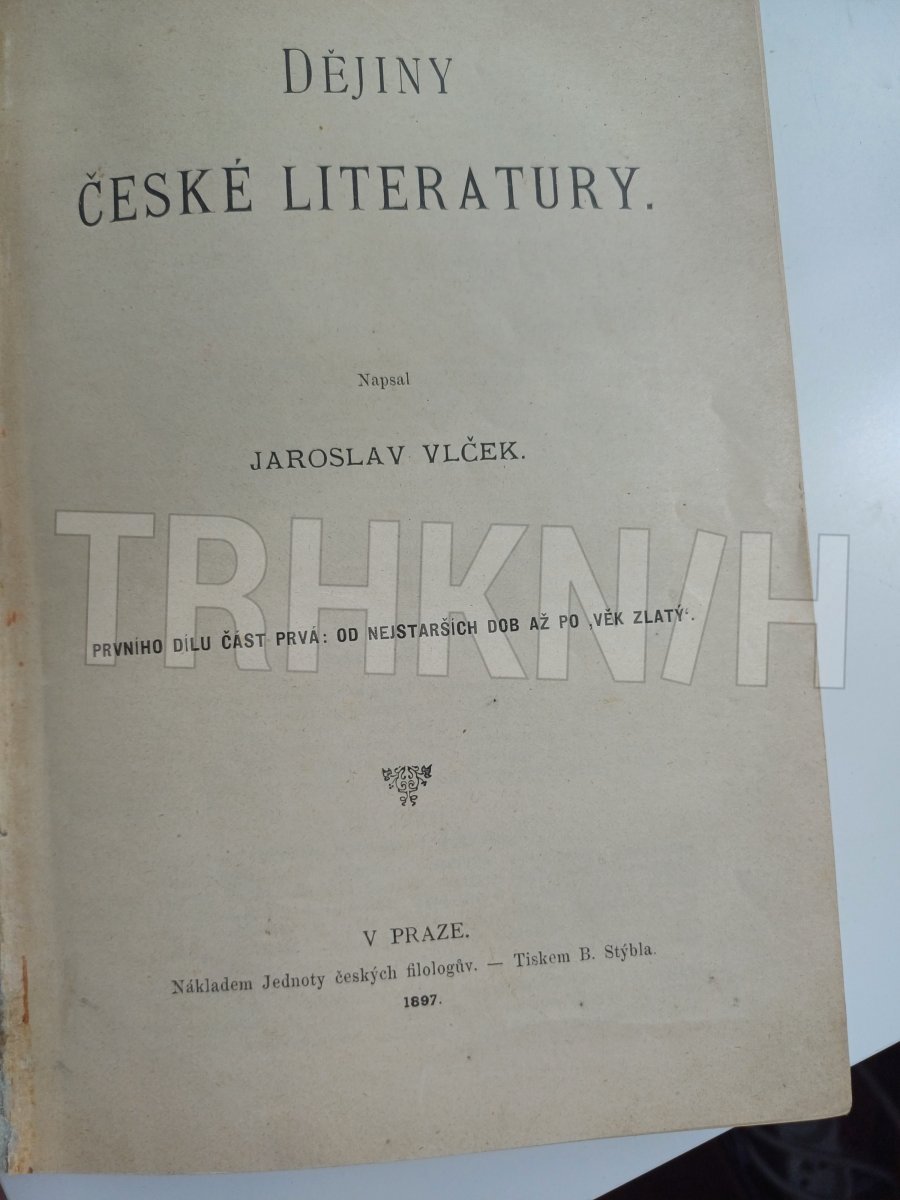 DĚJINY
ČESKÉ LITERATURY.
Napsal
JAROSLAV VLČEK.
TRHKN/H
PRVNÍHO DÍLU ČÁST PRVÁ: OD NEJSTARŠÍCH DOB AŽ PO ‚VĚK ZLATÝ‘.
V PRAZE.
Nákladem Jednoty českých filologův. — Tiskem B. Stýbla.
1897.